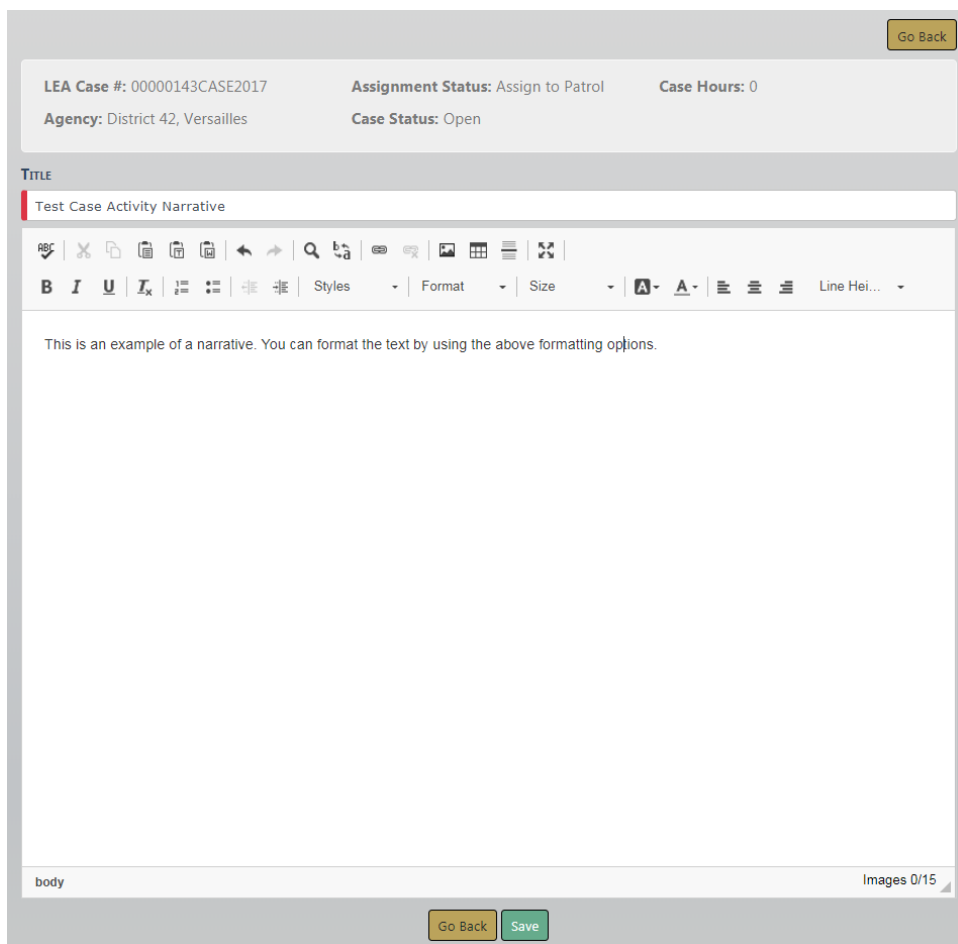 Go Back
LEA Case #: 00000143CASE2017 Assignment Status: Assign to Patrol Case Hours: 0
Agency: District 42, Versailles Case Status: Open
Title
Test Case Activity Narrative
ABC
B I U Ix Styles Format Size A A Line Hei...
This is an example of a narrative. You can format the text by using the above formatting options.
body Images 0/15
Go Back Save